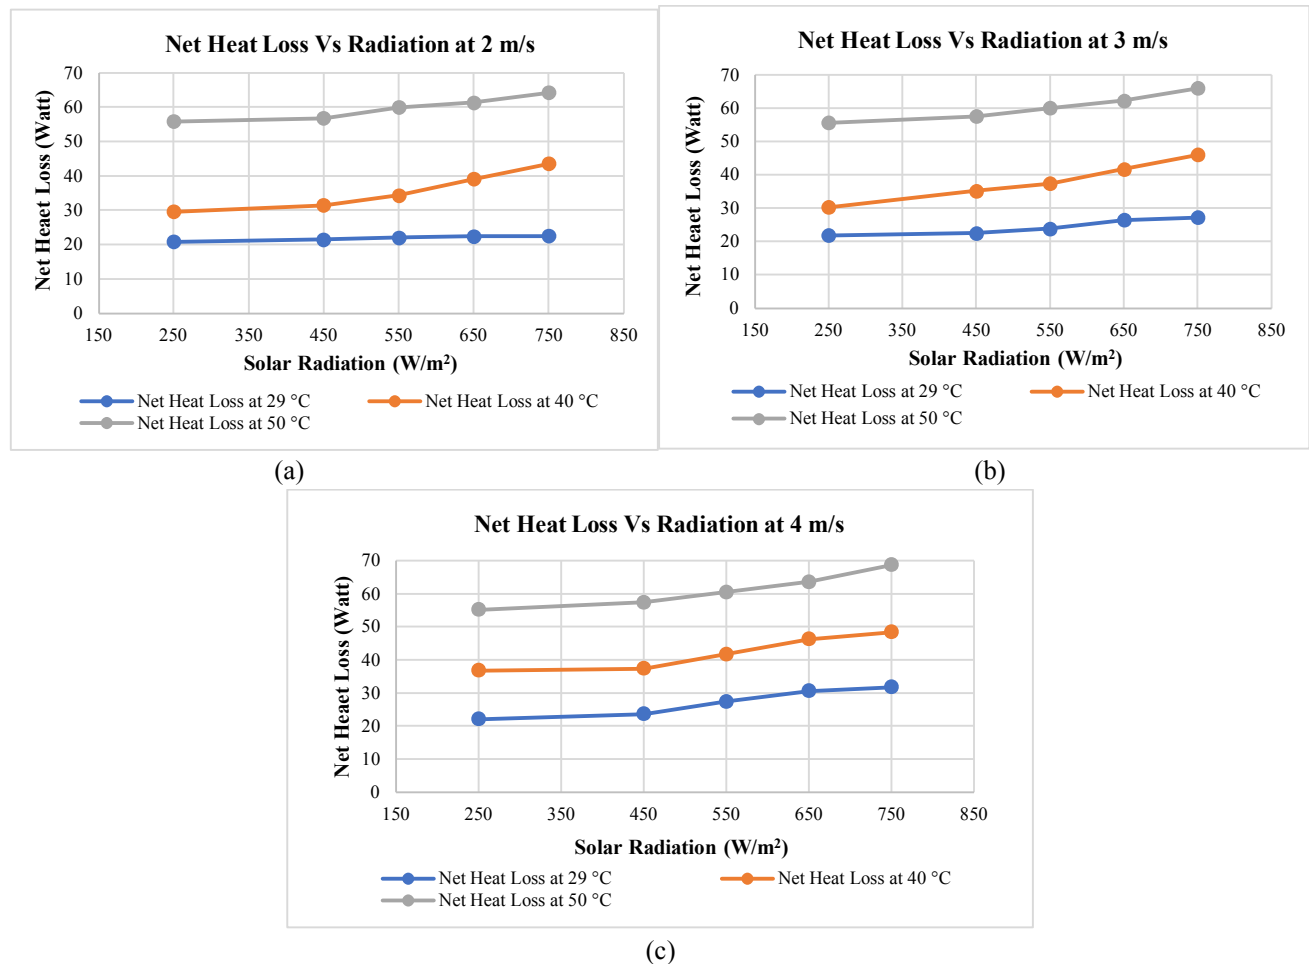 Net Heat Loss Vs Radiation at 2 m/s
70
60
50
40
30
20
10
0
Net Heaet Loss (Watt)
150 250 350 450 550 650 750 850
Solar Radiation (W/m²)
Net Heat Loss at 29 °C Net Heat Loss at 40 °C
Net Heat Loss at 50 °C
(a)
Net Heat Loss Vs Radiation at 3 m/s
70
60
50
40
30
20
10
0
Net Heaet Loss (Watt)
150 250 350 450 550 650 750 850
Solar Radiation (W/m²)
Net Heat Loss at 29 °C Net Heat Loss at 40 °C
Net Heat Loss at 50 °C
(b)
Net Heat Loss Vs Radiation at 4 m/s
70
60
50
40
30
20
10
0
Net Heaet Loss (Watt)
150 250 350 450 550 650 750 850
Solar Radiation (W/m²)
Net Heat Loss at 29 °C Net Heat Loss at 40 °C
Net Heat Loss at 50 °C
(c)